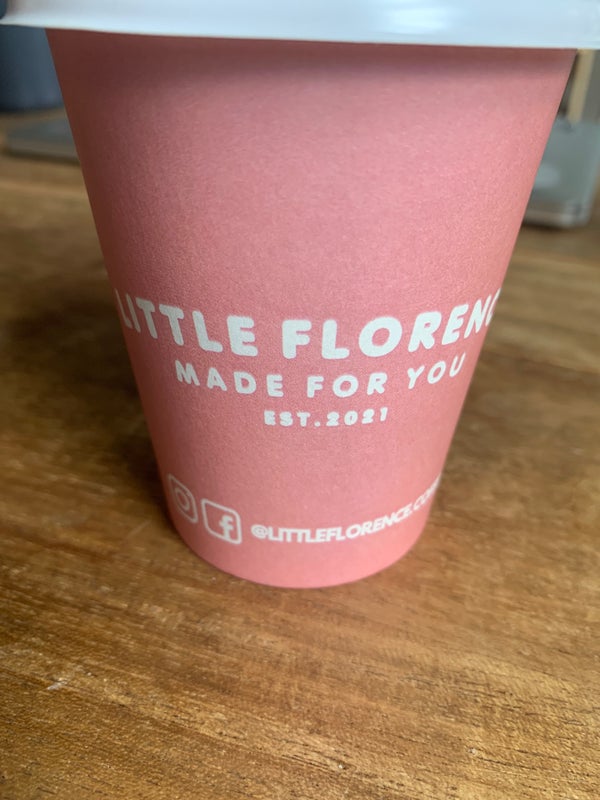 LITTLE FLORENC
MADE FOR YOU
EST.2021
@LITTLEFLORENCE.CO